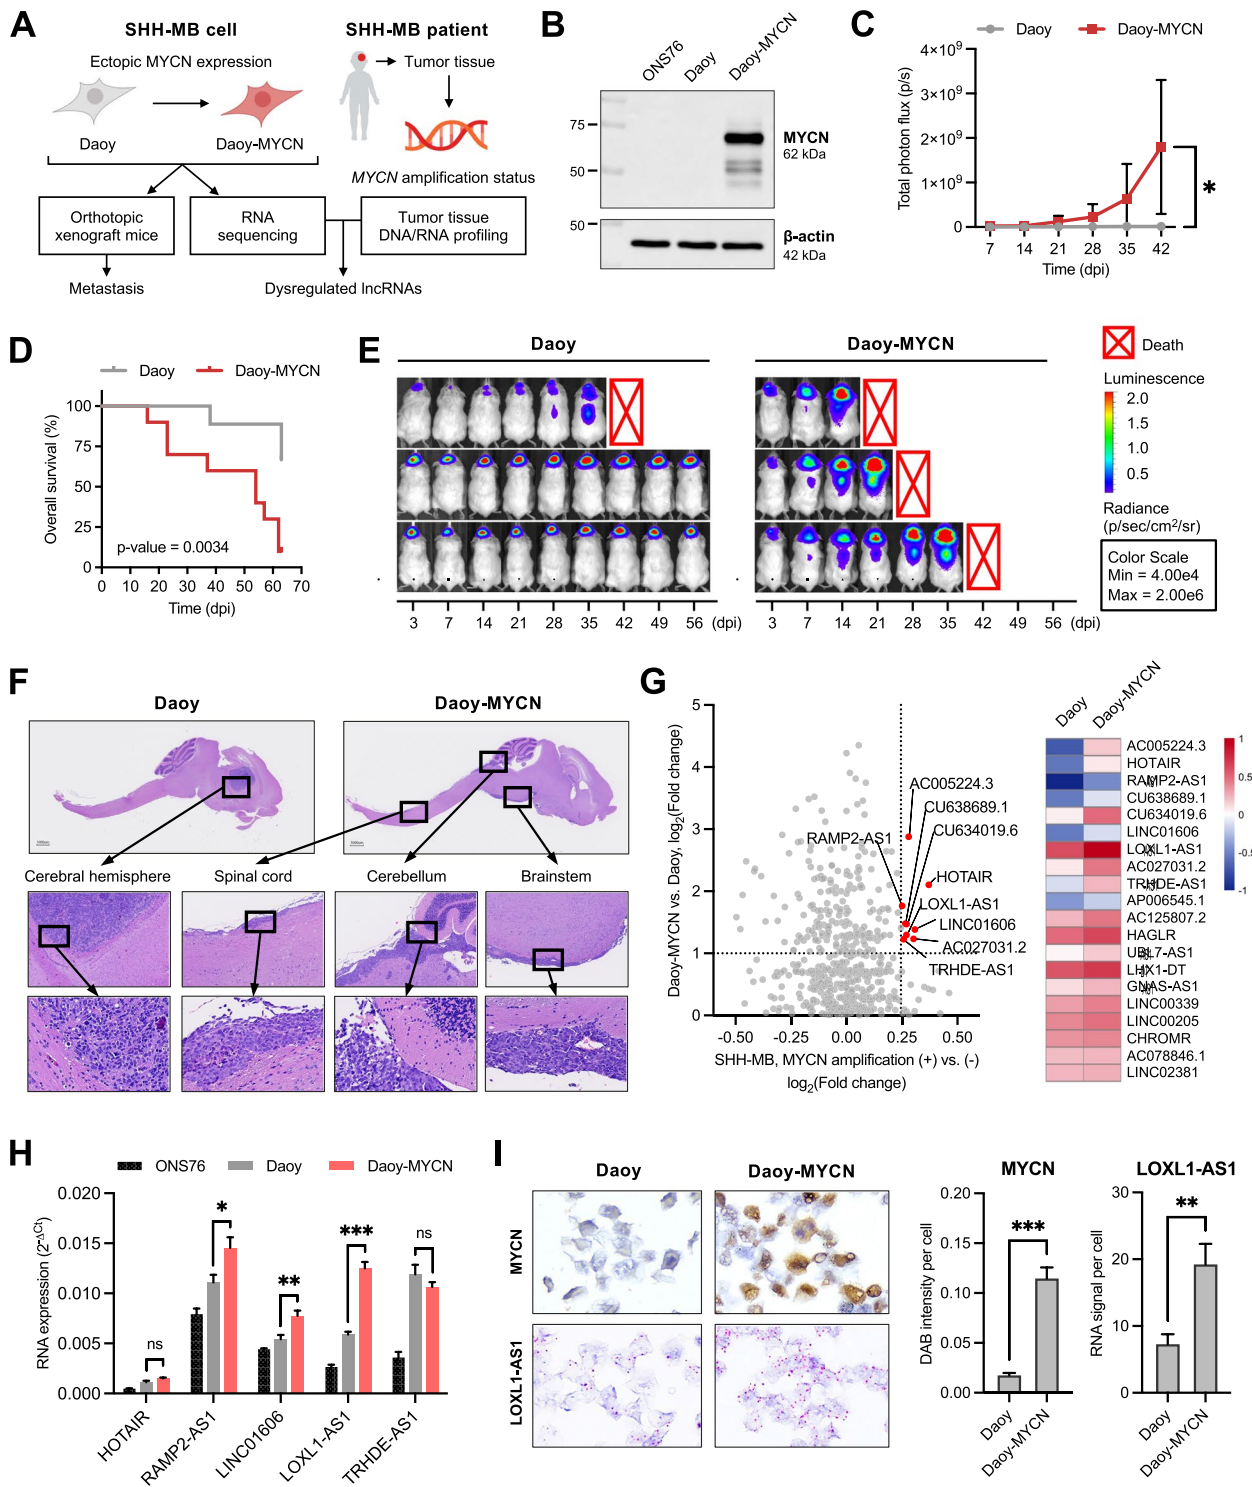 A
SHH-MB cell
SHH-MB patient
Ectopic MYCN expression
Tumor tissue
Daoy
Daoy-MYCN
MYCN amplification status
Orthotopic
xenograft mice
RNA
sequencing
Tumor tissue
DNA/RNA profiling
Metastasis
Dysregulated lncRNAs
B
ONS76
Daoy
Daoy-MYCN
75
50
MYCN
62 kDa
50
β-actin
42 kDa
C
Daoy
Daoy-MYCN
Total photon flux (p/s)
4×10⁹
3×10⁹
2×10⁹
1×10⁹
0
7 14 21 28 35 42
Time (dpi)
*
D
Daoy
Daoy-MYCN
Overall survival (%)
100
75
50
25
0
p-value = 0.0034
0 10 20 30 40 50 60 70
Time (dpi)
E
Daoy
Daoy-MYCN
3 7 14 21 28 35 42 49 56 (dpi)
3 7 14 21 28 35 42 49 56 (dpi)
Death
Luminescence
2.0
1.5
1.0
0.5
Radiance
(p/sec/cm²/sr)
Color Scale
Min = 4.00e4
Max = 2.00e6
F
Daoy
Daoy-MYCN
Cerebral hemisphere
Spinal cord
Cerebellum
Brainstem
G
Daoy-MYCN vs. Daoy, log₂(Fold change)
5
4
3
2
1
0
AC005224.3
CU638689.1
CU634019.6
RAMP2-AS1
HOTAIR
LOXL1-AS1
LINC01606
AC027031.2
TRHDE-AS1
-0.50 -0.25 0.00 0.25 0.50
SHH-MB, MYCN amplification (+) vs. (-)
log₂(Fold change)
Daoy
Daoy-MYCN
AC005224.3
HOTAIR
RAMP2-AS1
CU638689.1
CU634019.6
LINC01606
LOXL1-AS1
AC027031.2
TRHDE-AS1
AP006545.1
AC125807.2
HAGLR
UBL7-AS1
LHX1-DT
GNAS-AS1
LINC00339
LINC00205
CHROMR
AC078846.1
LINC02381
1
0.5
0
-0.5
-1
H
ONS76
Daoy
Daoy-MYCN
RNA expression (2⁻ΔCt)
0.020
0.015
0.010
0.005
0.000
ns
*
**
***
ns
HOTAIR
RAMP2-AS1
LINC01606
LOXL1-AS1
TRHDE-AS1
I
Daoy
Daoy-MYCN
MYCN
LOXL1-AS1
MYCN
DAB intensity per cell
0.20
0.15
0.10
0.05
0.00
***
Daoy
Daoy-MYCN
LOXL1-AS1
RNA signal per cell
30
20
10
0
**
Daoy
Daoy-MYCN